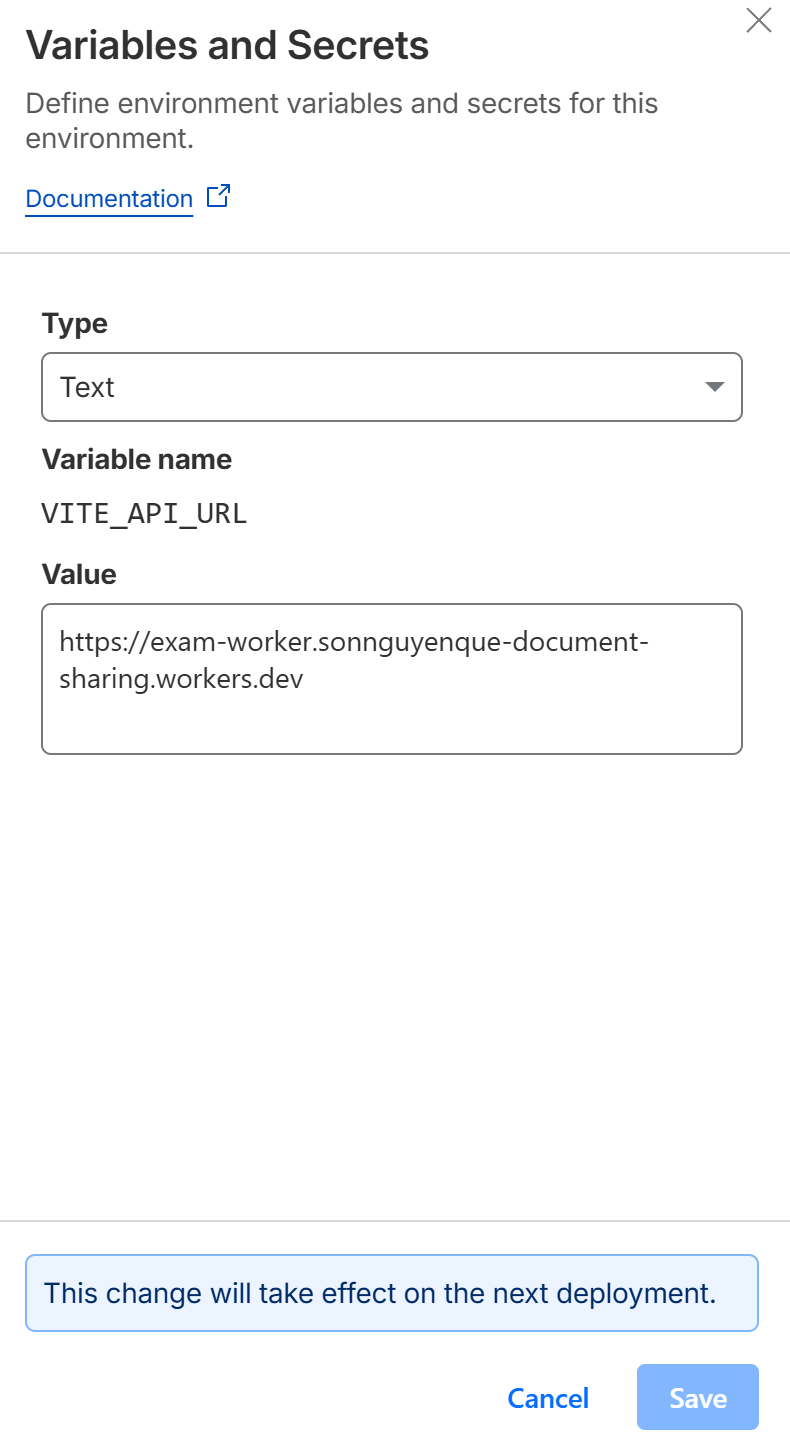 Variables and Secrets
Define environment variables and secrets for this
environment.
Documentation
Type
Text
Variable name
VITE_API_URL
Value
https://exam-worker.sonnguyenque-document-
sharing.workers.dev
This change will take effect on the next deployment.
Cancel
Save